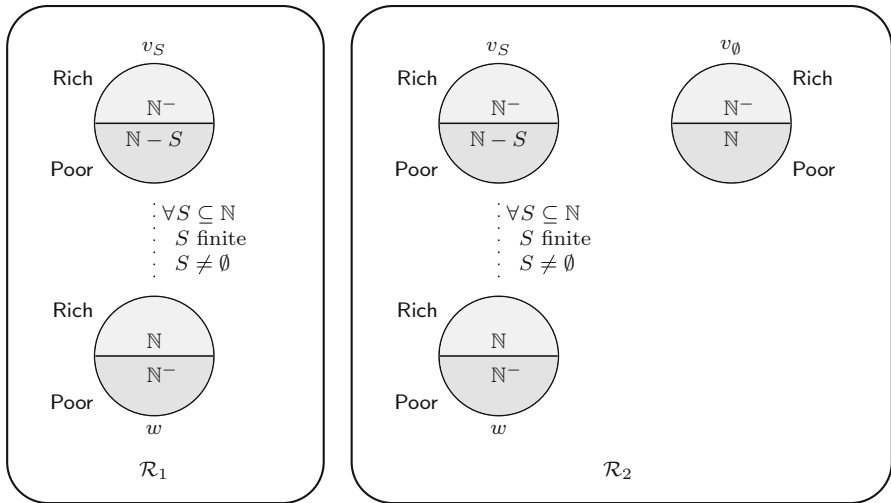 v_S
Rich
ℕ⁻
ℕ − S
Poor
∀S ⊆ ℕ
S finite
S ≠ ∅
Rich
ℕ
ℕ⁻
Poor
w
ℛ₁
v_S
Rich
ℕ⁻
ℕ − S
Poor
∀S ⊆ ℕ
S finite
S ≠ ∅
Rich
ℕ
ℕ⁻
Poor
w
v_∅
Rich
ℕ⁻
ℕ
Poor
ℛ₂